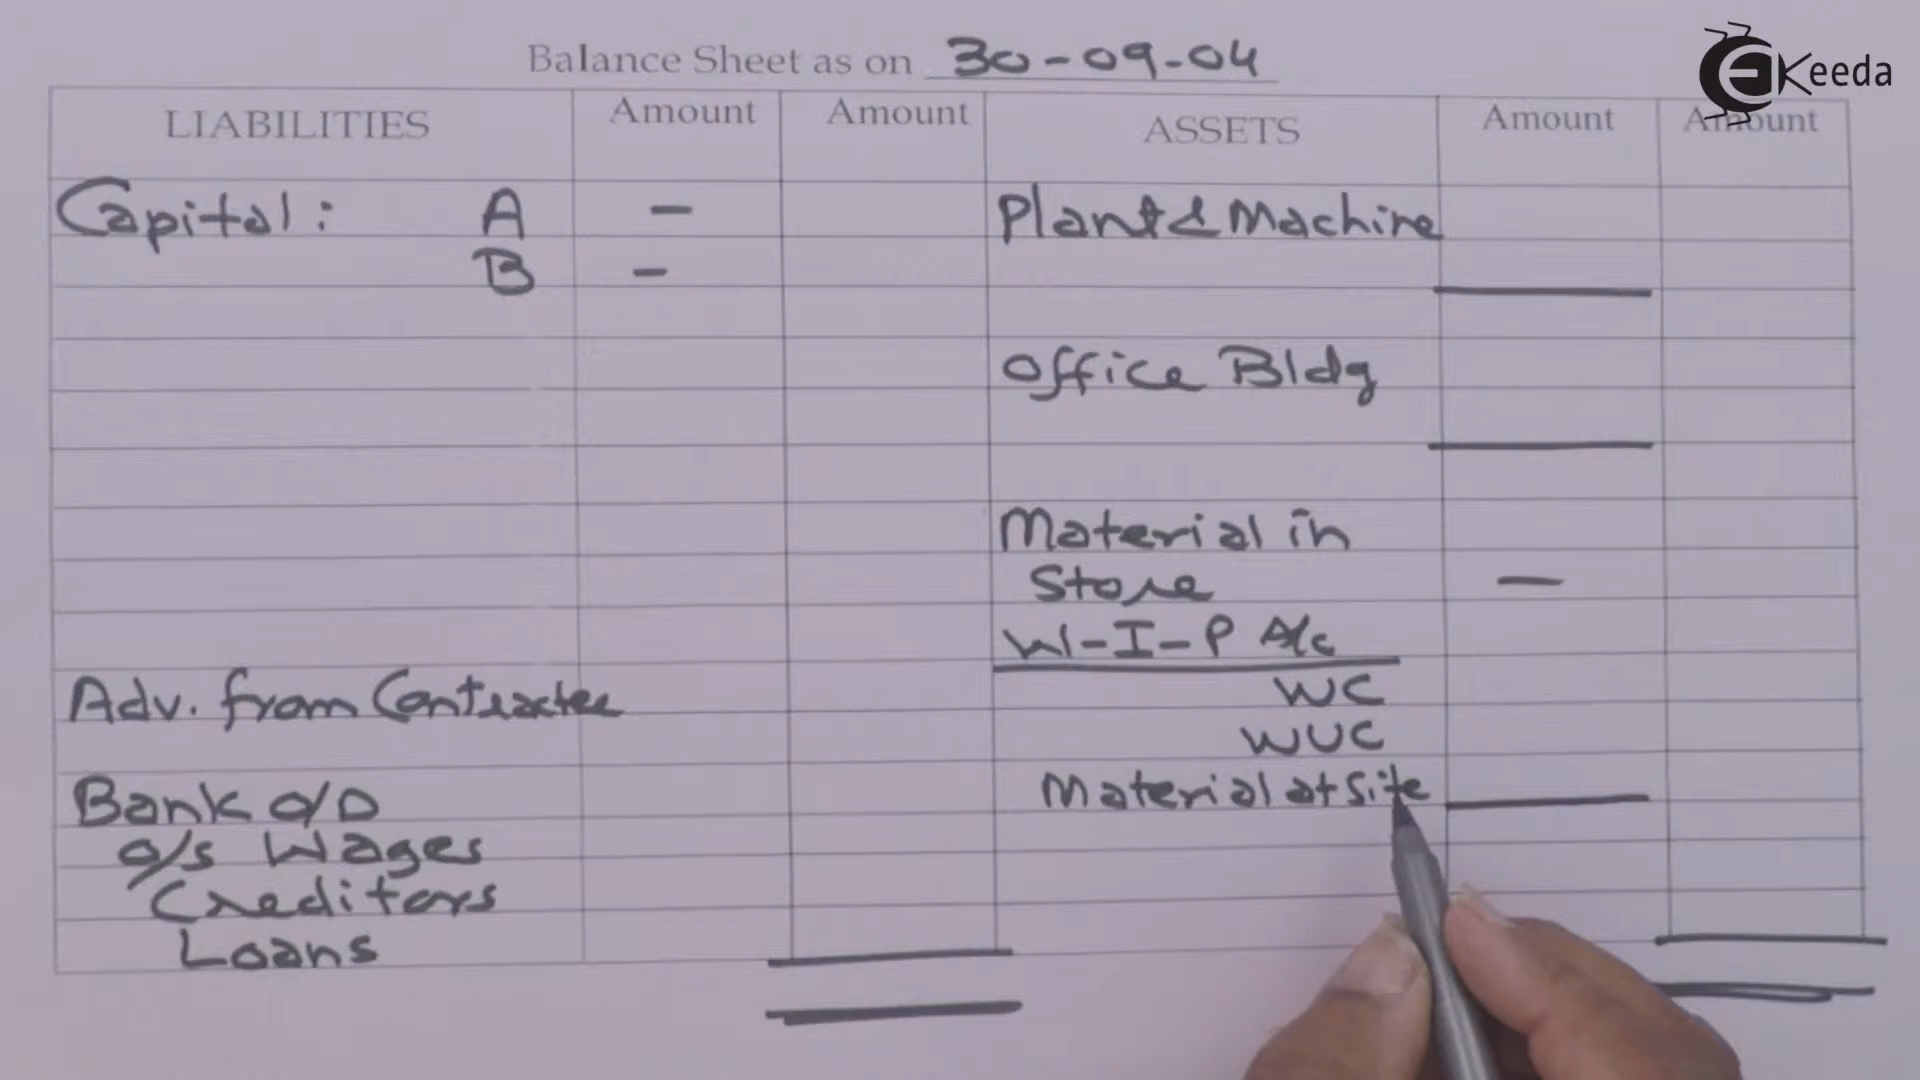 Balance Sheet as on 30-09-04
EKeeda
LIABILITIES Amount Amount ASSETS Amount Amount
Capital: A - Plant & Machine
B -
Office Bldg
Material in
Store -
W-I-P A/c
Adv. from Contractee WC
WUC
Bank O/D Material at Site
O/s Wages
Creditors
Loans